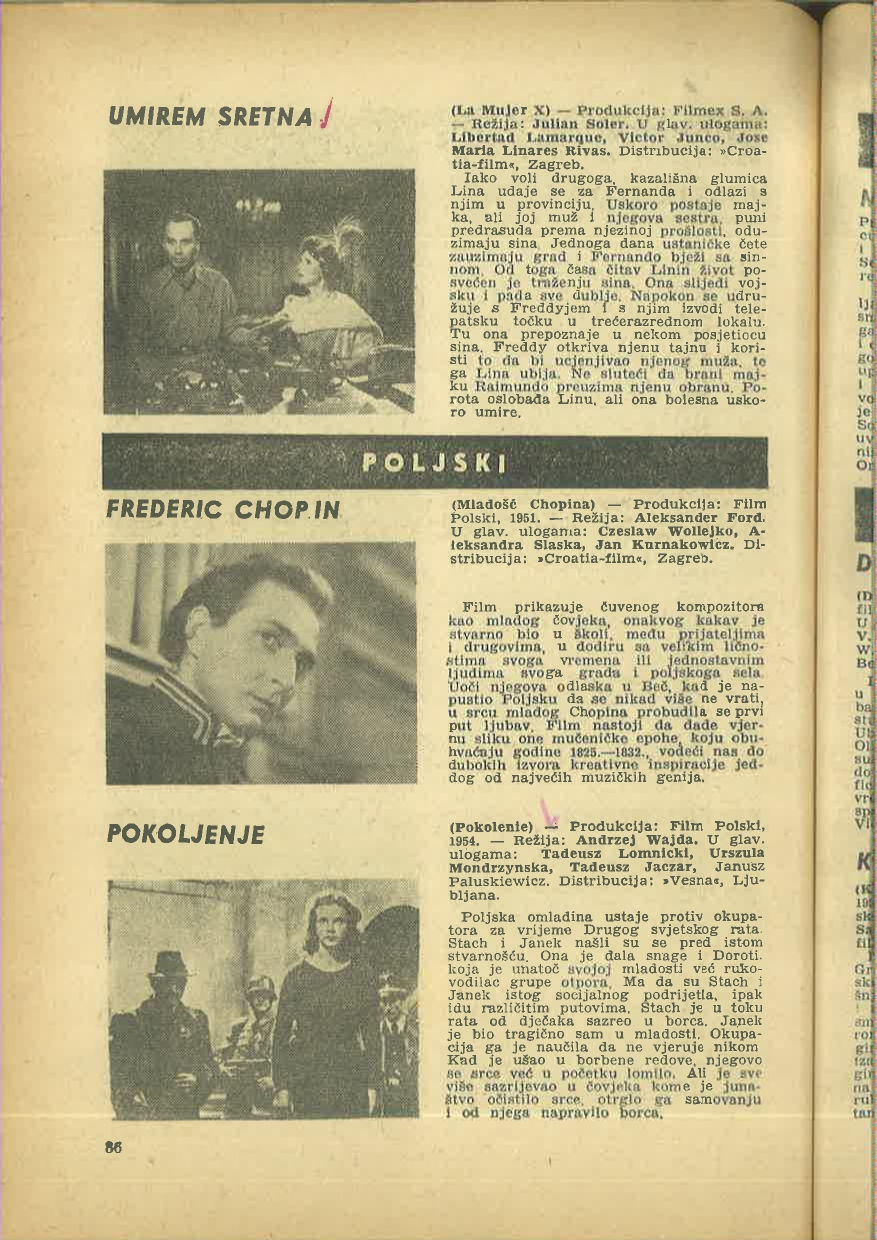 UMIREM SRETNA
(La Mujer X) — Produkcija: Filmex S. A.
— Režija: Julian Soler. U glav. ulogama:
Libertad Lamarque, Victor Junco, Jose
Maria Linares Rivas. Distribucija: »Croa-
tia-film«, Zagreb.
Iako voli drugoga, kazališna glumica
Lina udaje se za Fernanda i odlazi s
njim u provinciju. Uskoro postaje maj-
ka, ali joj muž i njegova sestra, puni
predrasuda prema njezinoj prošlosti, odu-
zimaju sina. Jednoga dana ustaničke čete
zauzimaju grad i Fernando bježi sa sin-
nom. Od toga časa čitav Linin život po-
svećen je traženju sina. Ona slijedi voj-
sku i pada sve dublje. Napokon se udru-
žuje s Freddyjem i s njim izvodi tele-
patsku točku u trećerazrednom lokalu.
Tu ona prepoznaje u nekom posjetiocu
sina. Freddy otkriva njenu tajnu i kori-
sti to da bi ucjenjivao njenog muža, te
ga Lina ubija. Ne sluteći da brani maj-
ku Raimundo preuzima njenu obranu. Po-
rota oslobađa Linu, ali ona bolesna usko-
ro umire.
POLJSKI
FREDERIC CHOP.IN
(Mladošć Chopina) — Produkcija: Film
Polski, 1951. — Režija: Aleksander Ford.
U glav. ulogama: Czeslaw Wollejko, A-
leksandra Slaska, Jan Kurnakowicz. Di-
stribucija: »Croatia-film«, Zagreb.
Film prikazuje čuvenog kompozitora
kao mladog čovjeka, onakvog kakav je
stvarno bio u školi, među prijateljima
i drugovima, u dodiru sa velikim lično-
stima svoga vremena ili jednostavnim
ljudima svoga grada i poljskoga sela.
Uoči njegova odlaska u Beč, kad je na-
pustio Poljsku da se nikad više ne vrati,
u srcu mladog Chopina probudila se prvi
put ljubav. Film nastoji da dade vjer-
nu sliku one mučeničke epohe, koju obu-
hvaćaju godine 1825.—1832., vodeći nas do
dubokih izvora kreativne inspiracije jed-
dog od najvećih muzičkih genija.
POKOLJENJE
(Pokolenie) — Produkcija: Film Polski,
1954. — Režija: Andrzej Wajda. U glav.
ulogama: Tadeusz Lomnicki, Urszula
Mondrzynska, Tadeusz Jaczar, Janusz
Paluskiewicz. Distribucija: »Vesna«, Lju-
bljana.
Poljska omladina ustaje protiv okupa-
tora za vrijeme Drugog svjetskog rata.
Stach i Janek našli su se pred istom
stvarnošću. Ona je dala snage i Doroti.
koja je unatoč svojoj mladosti već ruko-
vodilac grupe otpora. Ma da su Stach i
Janek istog socijalnog podrijetla, ipak
idu različitim putovima. Stach je u toku
rata od dječaka sazreo u borca. Janek
je bio tragično sam u mladosti. Okupa-
cija ga je naučila da ne vjeruje nikom
Kad je ušao u borbene redove, njegovo
se srce već u početku lomilo. Ali je sve
više sazrijevao u čovjeka kome je juna-
štvo očistilo srce, otrglo ga samovanju
i od njega napravilo borca.
86